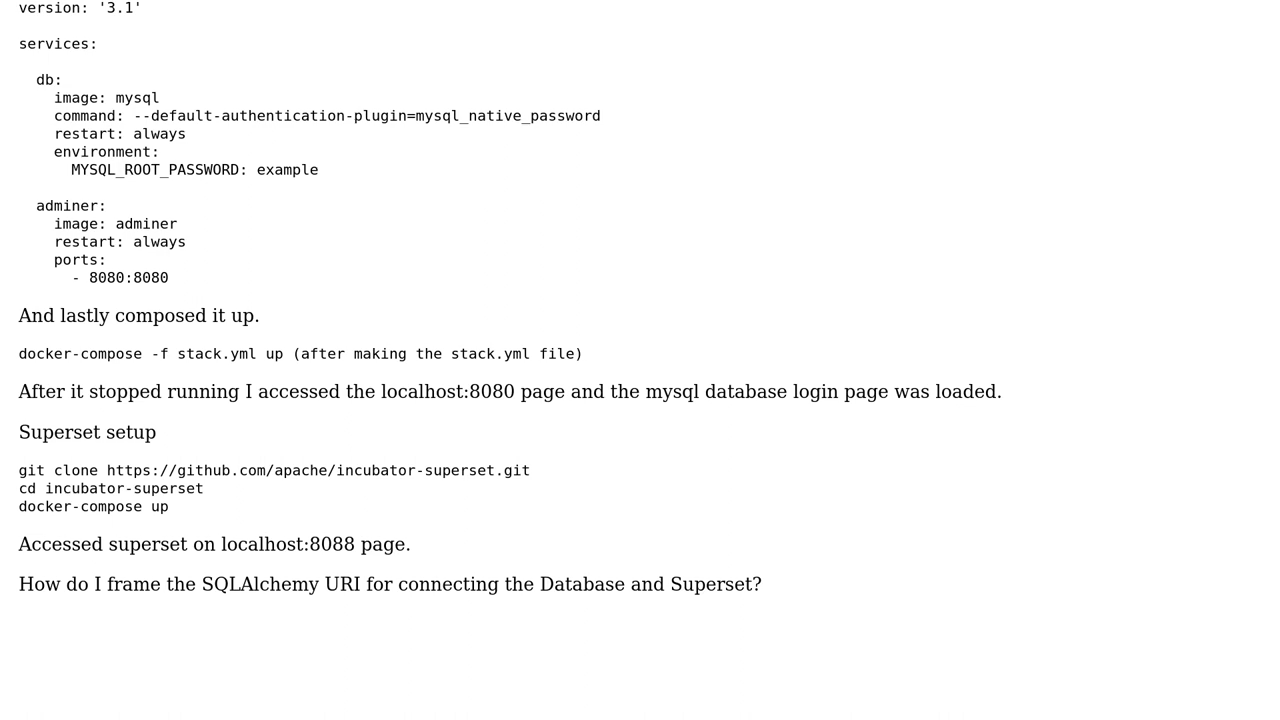 version: '3.1'
services:
db:
image: mysql
command: --default-authentication-plugin=mysql_native_password
restart: always
environment:
MYSQL_ROOT_PASSWORD: example
adminer:
image: adminer
restart: always
ports:
- 8080:8080
And lastly composed it up.
docker-compose -f stack.yml up (after making the stack.yml file)
After it stopped running I accessed the localhost:8080 page and the mysql database login page was loaded.
Superset setup
git clone https://github.com/apache/incubator-superset.git
cd incubator-superset
docker-compose up
Accessed superset on localhost:8088 page.
How do I frame the SQLAlchemy URI for connecting the Database and Superset?